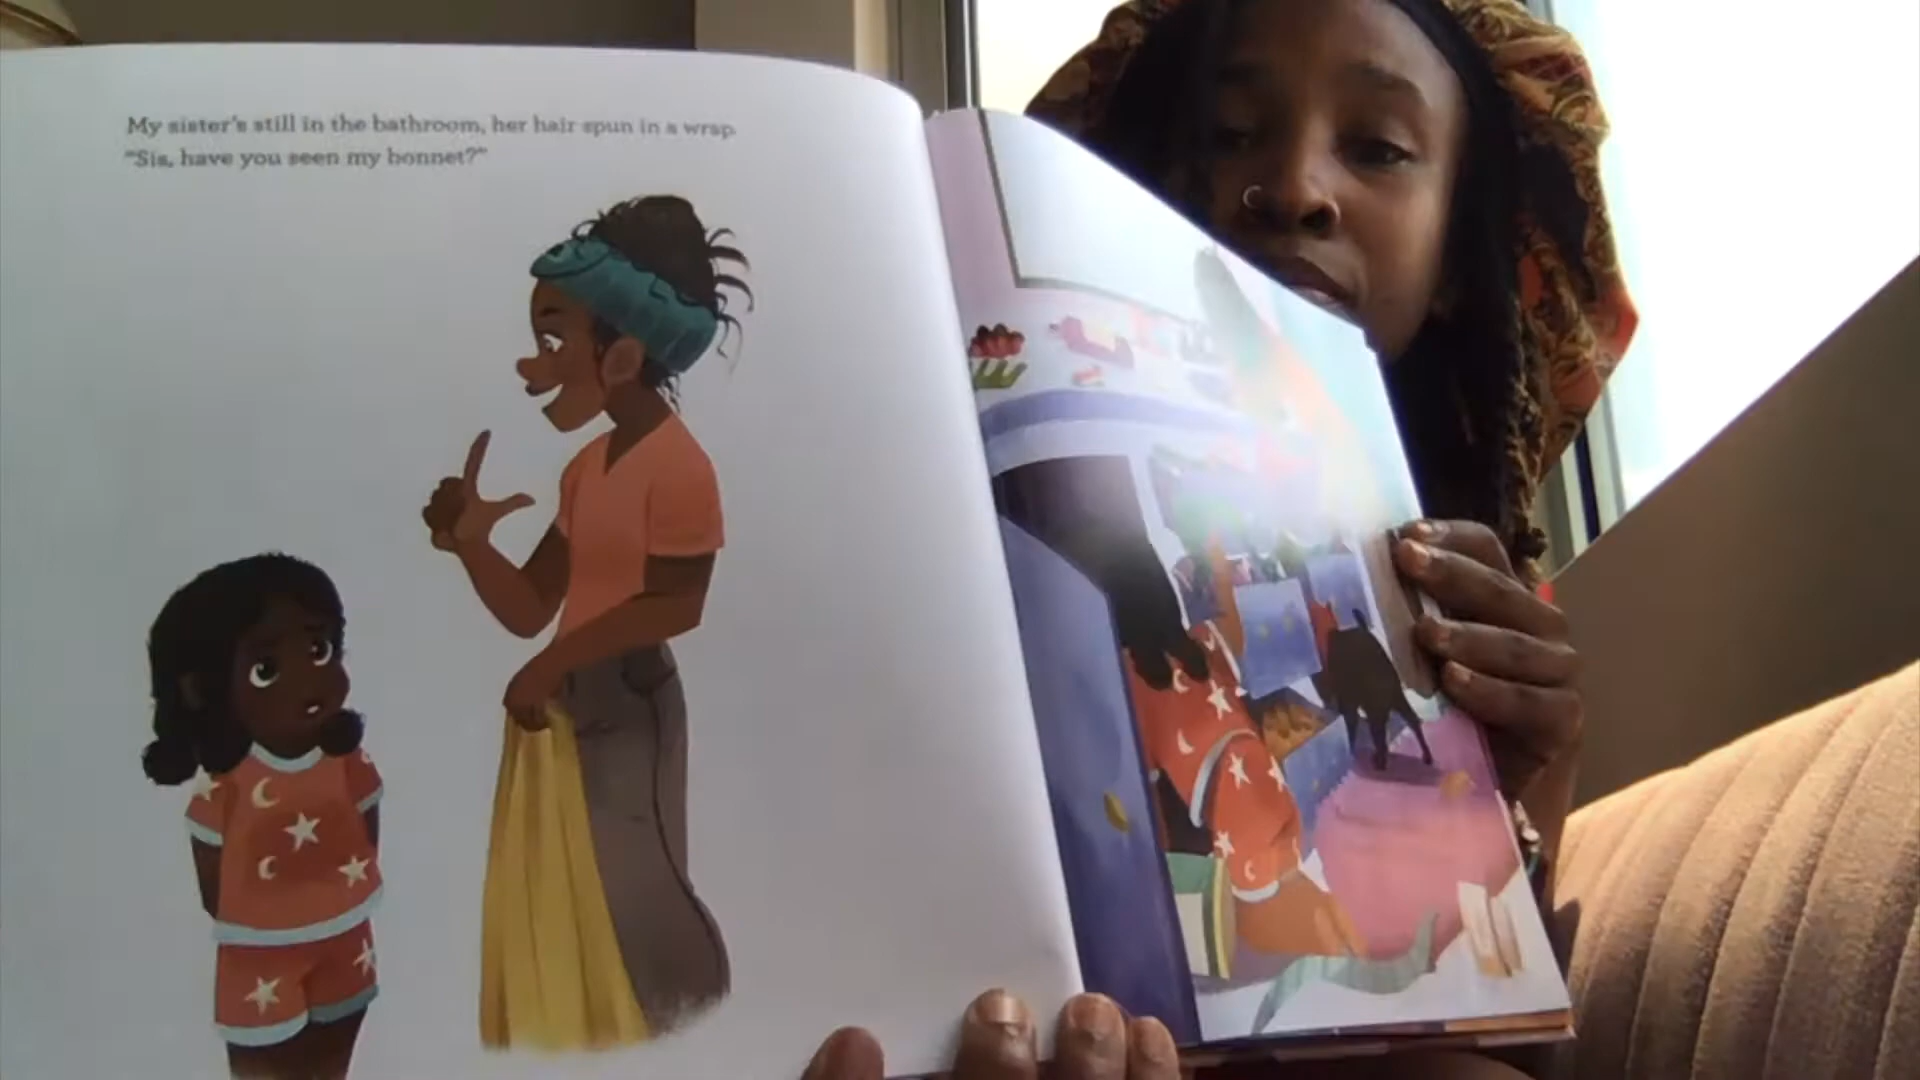 My sister's still in the bathroom, her hair spun in a wrap.
"Sis, have you seen my bonnet?"